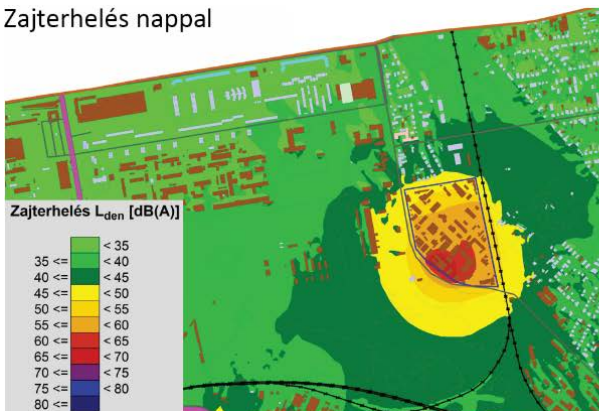 Zajterhelés nappal
Zajterhelés Lden [dB(A)]
< 35
35 <= < 40
40 <= < 45
45 <= < 50
50 <= < 55
55 <= < 60
60 <= < 65
65 <= < 70
70 <= < 75
75 <= < 80
80 <=